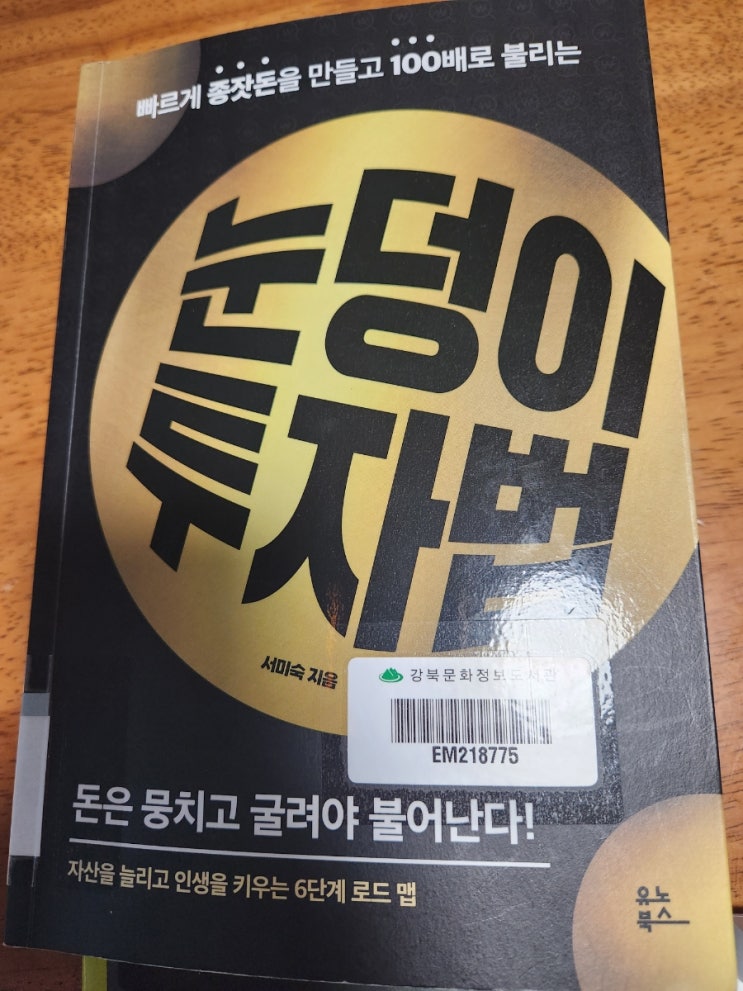 빠르게 종잣돈을 만들고 100배로 불리는
눈덩이
투자법
서미숙 지음
강북문화정보도서관
EM218775
돈은 뭉치고 굴려야 불어난다!
자산을 늘리고 인생을 키우는 6단계 로드 맵
유노
북스